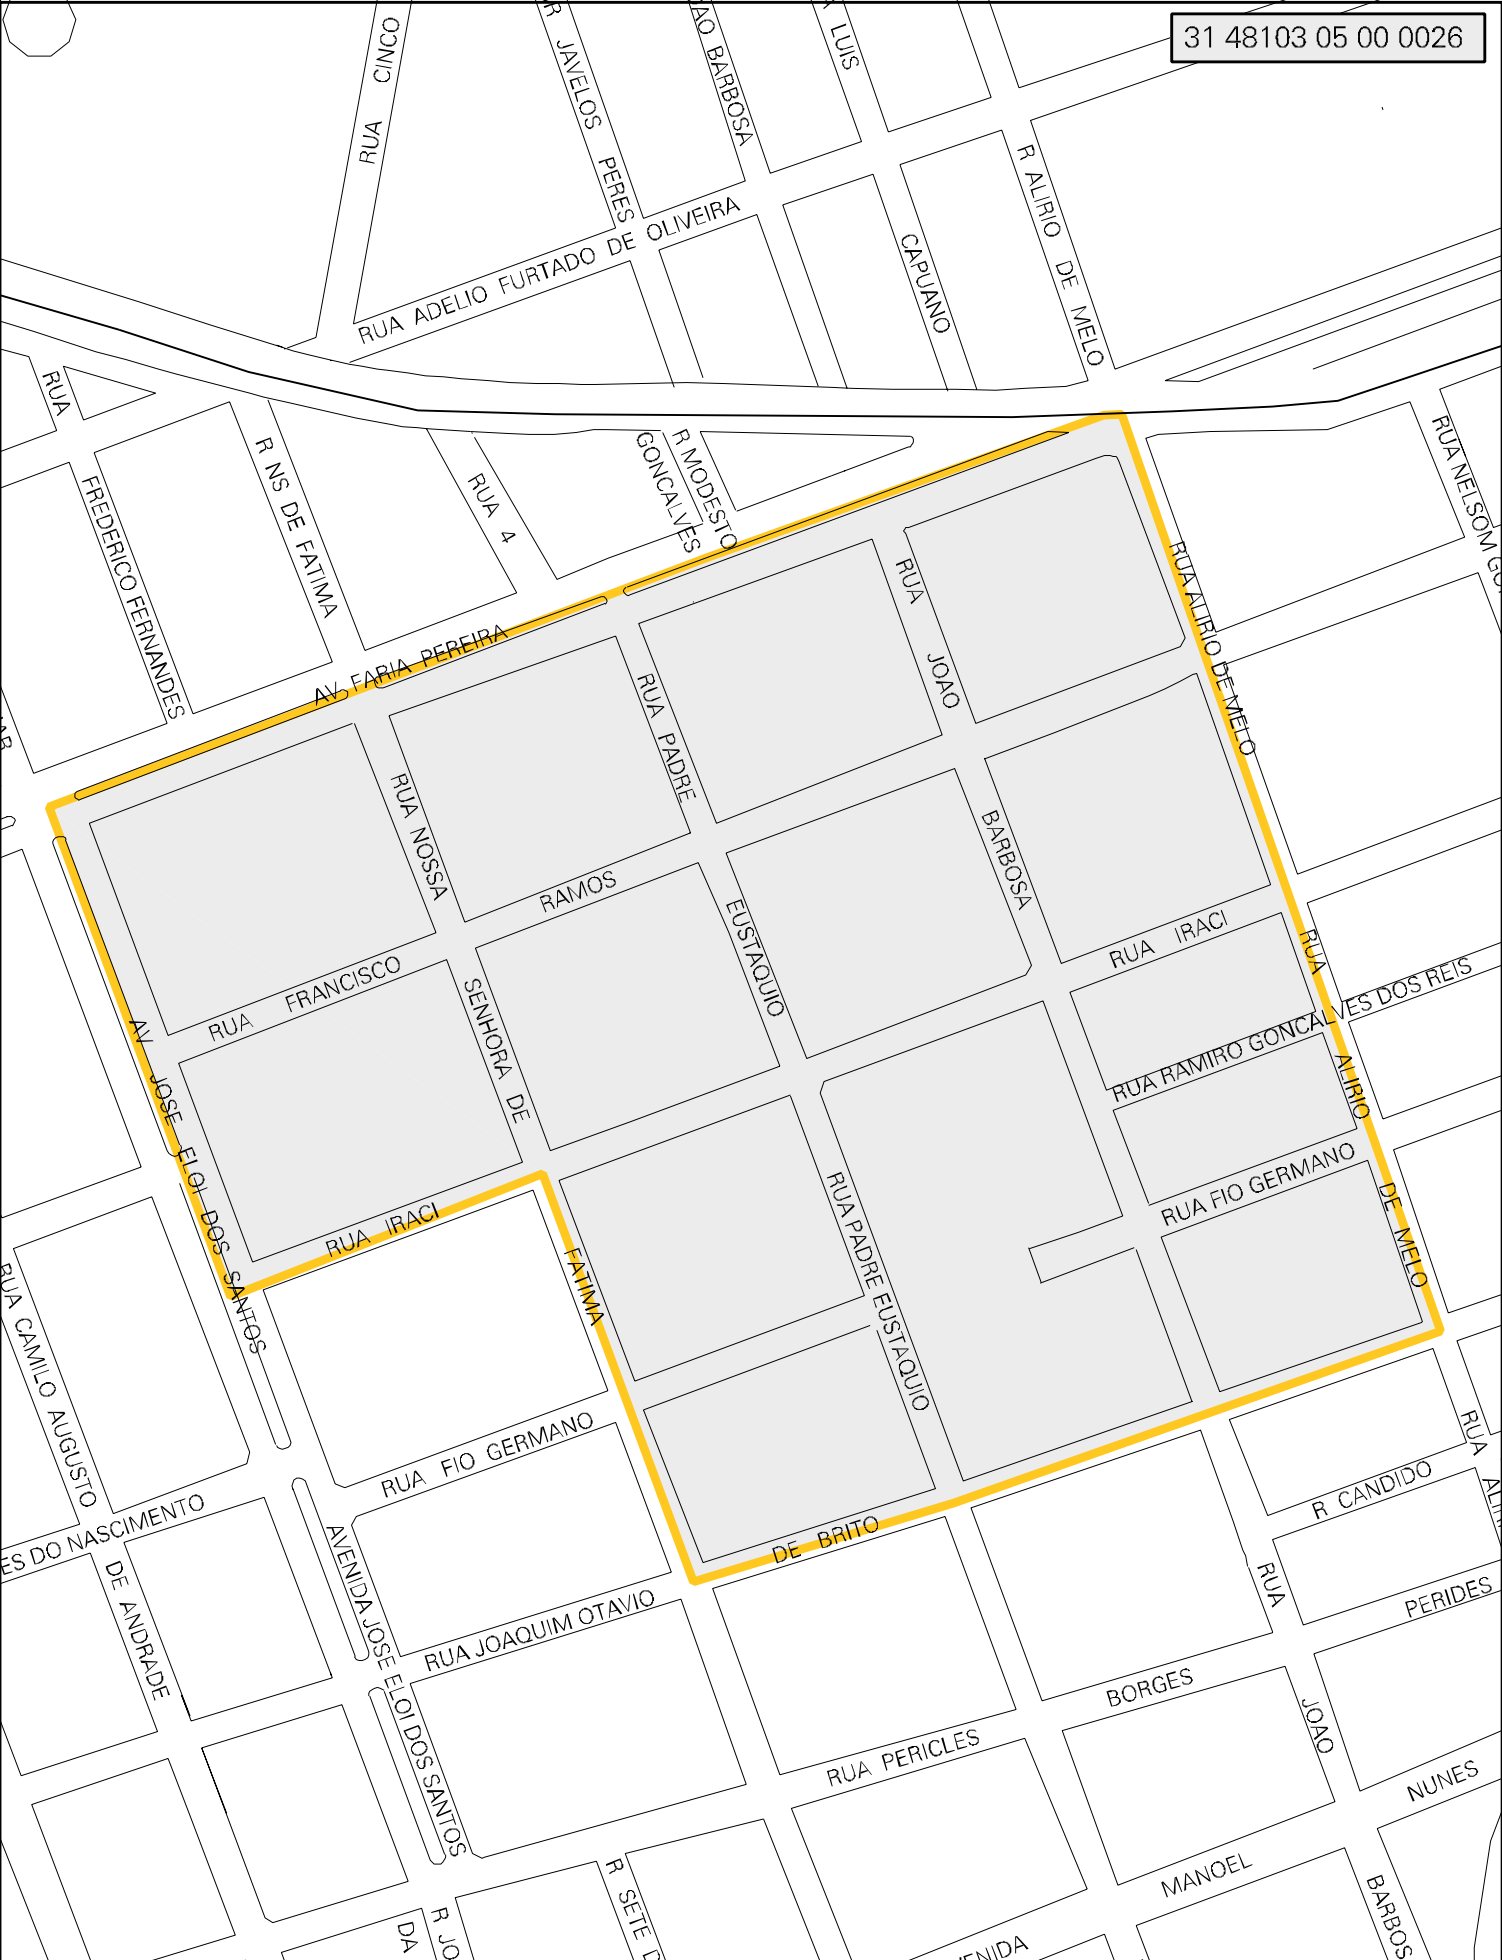 31 48103 05 00 0026
RUA CINCO
JAVELOS PERES
BARBOSA
LUIS
CAPUANO
R ALIRIO DE MELO
RUA ADELIO FURTADO DE OLIVEIRA
RUA
FREDERICO FERNANDES
R NS DE FATIMA
RUA 4
R MODESTO
GONCALVES
RUA NELSOM
AV FARIA PEREIRA
RUA ALIRIO DE MELO
RUA JOAO
BARBOSA
RUA PADRE
EUSTAQUIO
RUA NOSSA
SENHORA DE
FATIMA
RUA FRANCISCO
RAMOS
RUA IRACI
RUA
ALIRIO
DE MELO
RUA RAMIRO GONCALVES DOS REIS
RUA FIO GERMANO
AV JOSE ELOI DOS SANTOS
RUA IRACI
RUA PADRE EUSTAQUIO
RUA CAMILO AUGUSTO
DE ANDRADE
RUA FIO GERMANO
ES DO NASCIMENTO
AVENIDA JOSE ELOI DOS SANTOS
DE BRITO
RUA JOAQUIM OTAVIO
R CANDIDO
RUA
RUA
JOAO
PERIDES
BORGES
RUA PERICLES
NUNES
MANOEL
BARBOS
R SETE D
R JO
DA